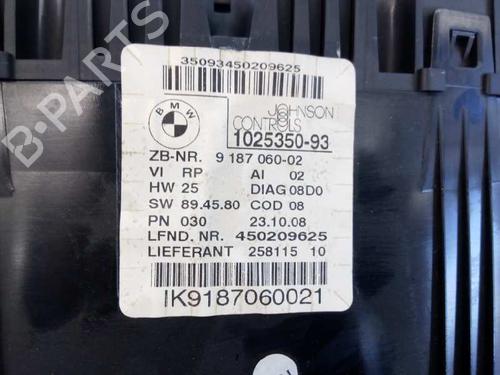 B-PARTS
35093450209625
BMW
JOHNSON
CONTROLS
1025350-93
ZB-NR. 9 187 060-02
VI RP AI 02
HW 25 DIAG 08D0
SW 89.45.80 COD 08
PN 030 23.10.08
LFND. NR. 450209625
LIEFERANT 258115 10
IK9187060021